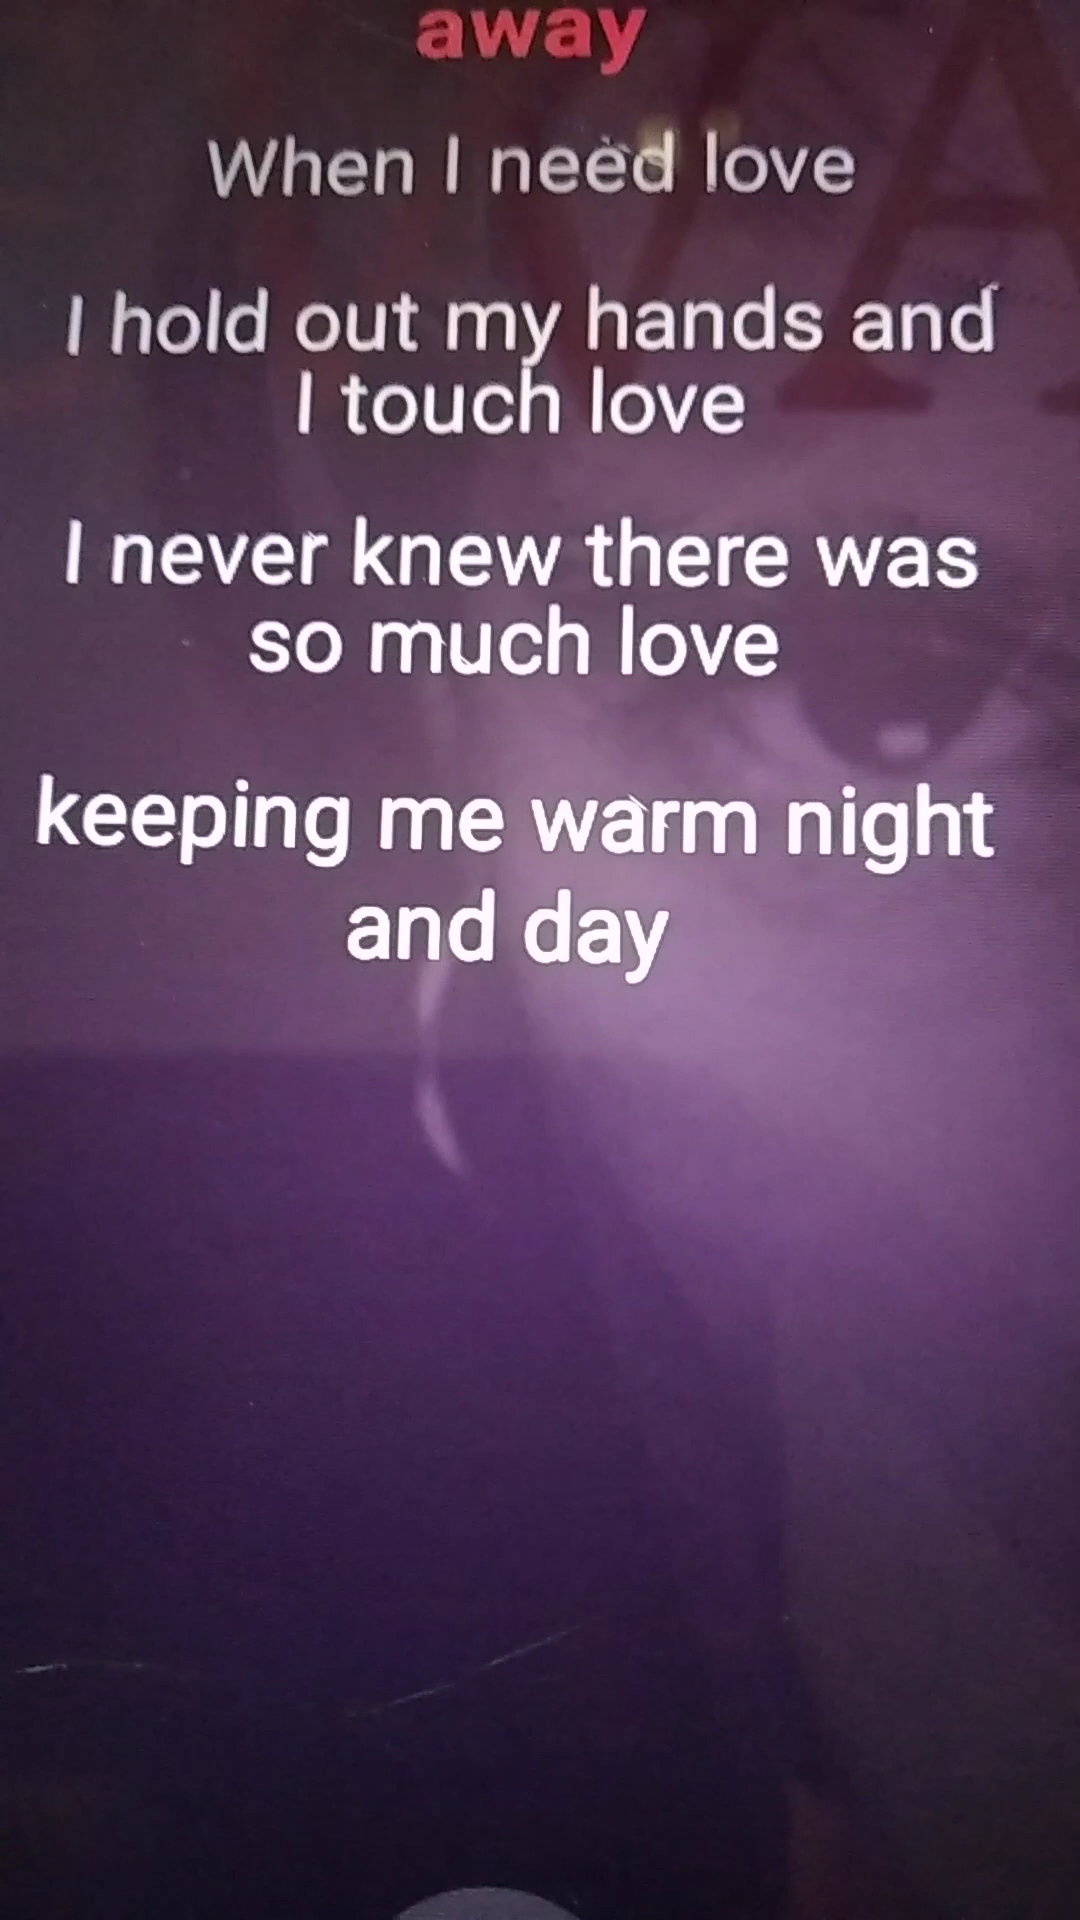 away
When I need love
I hold out my hands and
I touch love
I never knew there was
so much love
keeping me warm night
and day